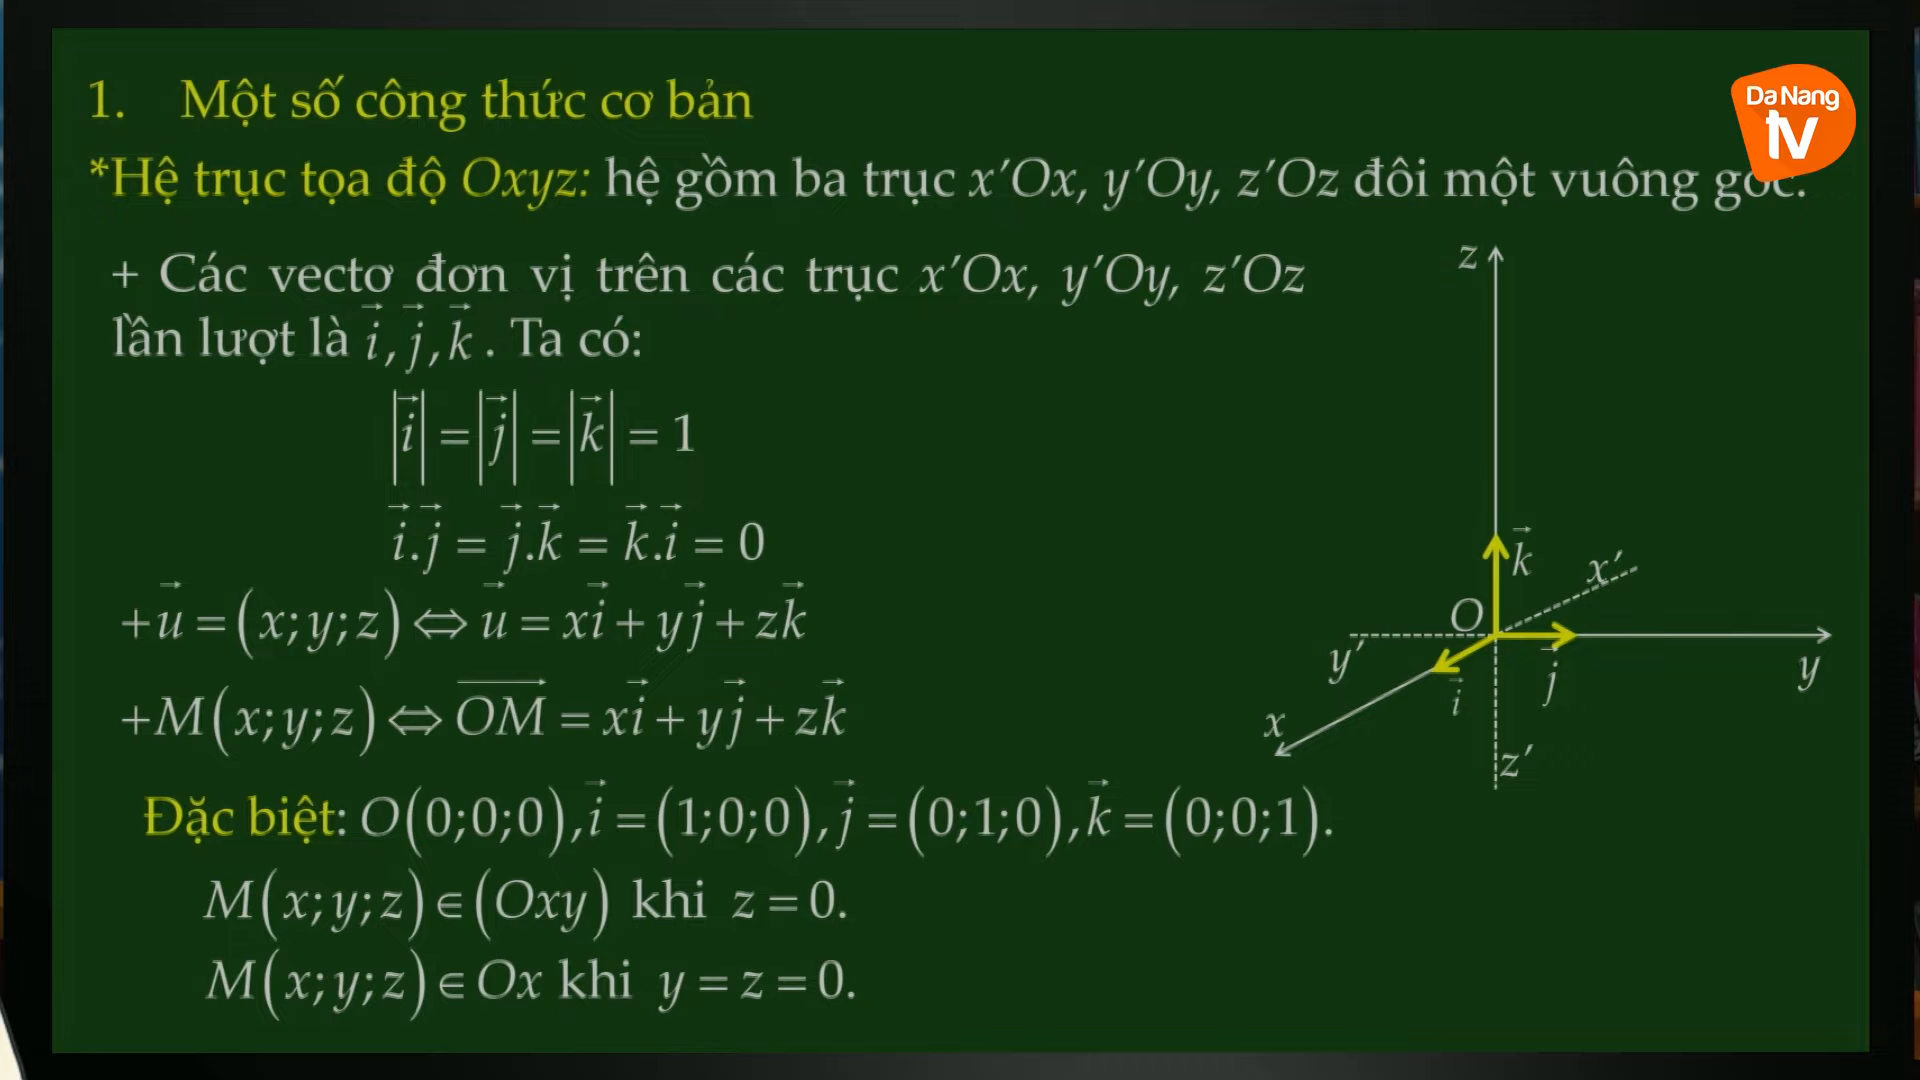 1. Một số công thức cơ bản
Da Nang
tv
*Hệ trục tọa độ Oxyz: hệ gồm ba trục x′Ox, y′Oy, z′Oz đôi một vuông góc.
+ Các vectơ đơn vị trên các trục x′Ox, y′Oy, z′Oz
lần lượt là i⃗, j⃗, k⃗. Ta có:
|i⃗| = |j⃗| = |k⃗| = 1
i⃗.j⃗ = j⃗.k⃗ = k⃗.i⃗ = 0
+u⃗ = (x; y; z) ⇔ u⃗ = xi⃗ + yj⃗ + zk⃗
+M(x; y; z) ⇔ \overrightarrow{OM} = xi⃗ + yj⃗ + zk⃗
Đặc biệt: O(0;0;0), i⃗ = (1;0;0), j⃗ = (0;1;0), k⃗ = (0;0;1).
M(x; y; z) ∈ (Oxy) khi z = 0.
M(x; y; z) ∈ Ox khi y = z = 0.
z
k⃗
x′
O
y′
i⃗
j⃗
y
x
z′